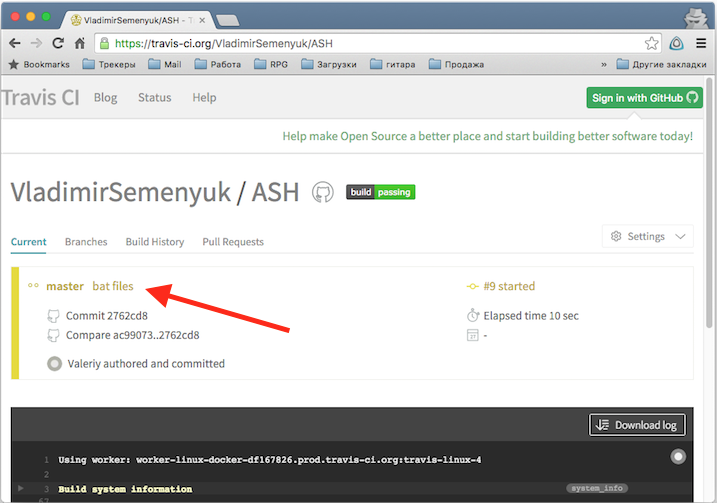 VladimirSemenyuk/ASH - T
https://travis-ci.org/VladimirSemenyuk/ASH
Bookmarks Трекеры Mail Работа RPG Загрузки гитара Продажа » Другие закладки
Travis CI Blog Status Help Sign in with GitHub
Help make Open Source a better place and start building better software today!
VladimirSemenyuk / ASH build passing
Current Branches Build History Pull Requests Settings
master bat files #9 started
Commit 2762cd8 Elapsed time 10 sec
Compare ac99073..2762cd8 -
Valeriy authored and committed
Download log
1 Using worker: worker-linux-docker-df167826.prod.travis-ci.org:travis-linux-4
2
3 Build system information system_info
67